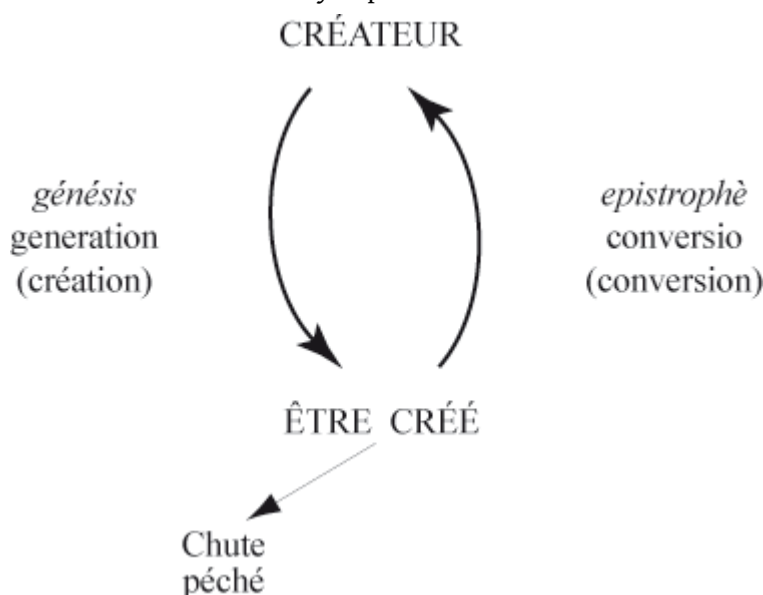 CRÉATEUR
génésis
generation
(création)
epistrophè
conversio
(conversion)
ÊTRE CRÉÉ
Chute
péché